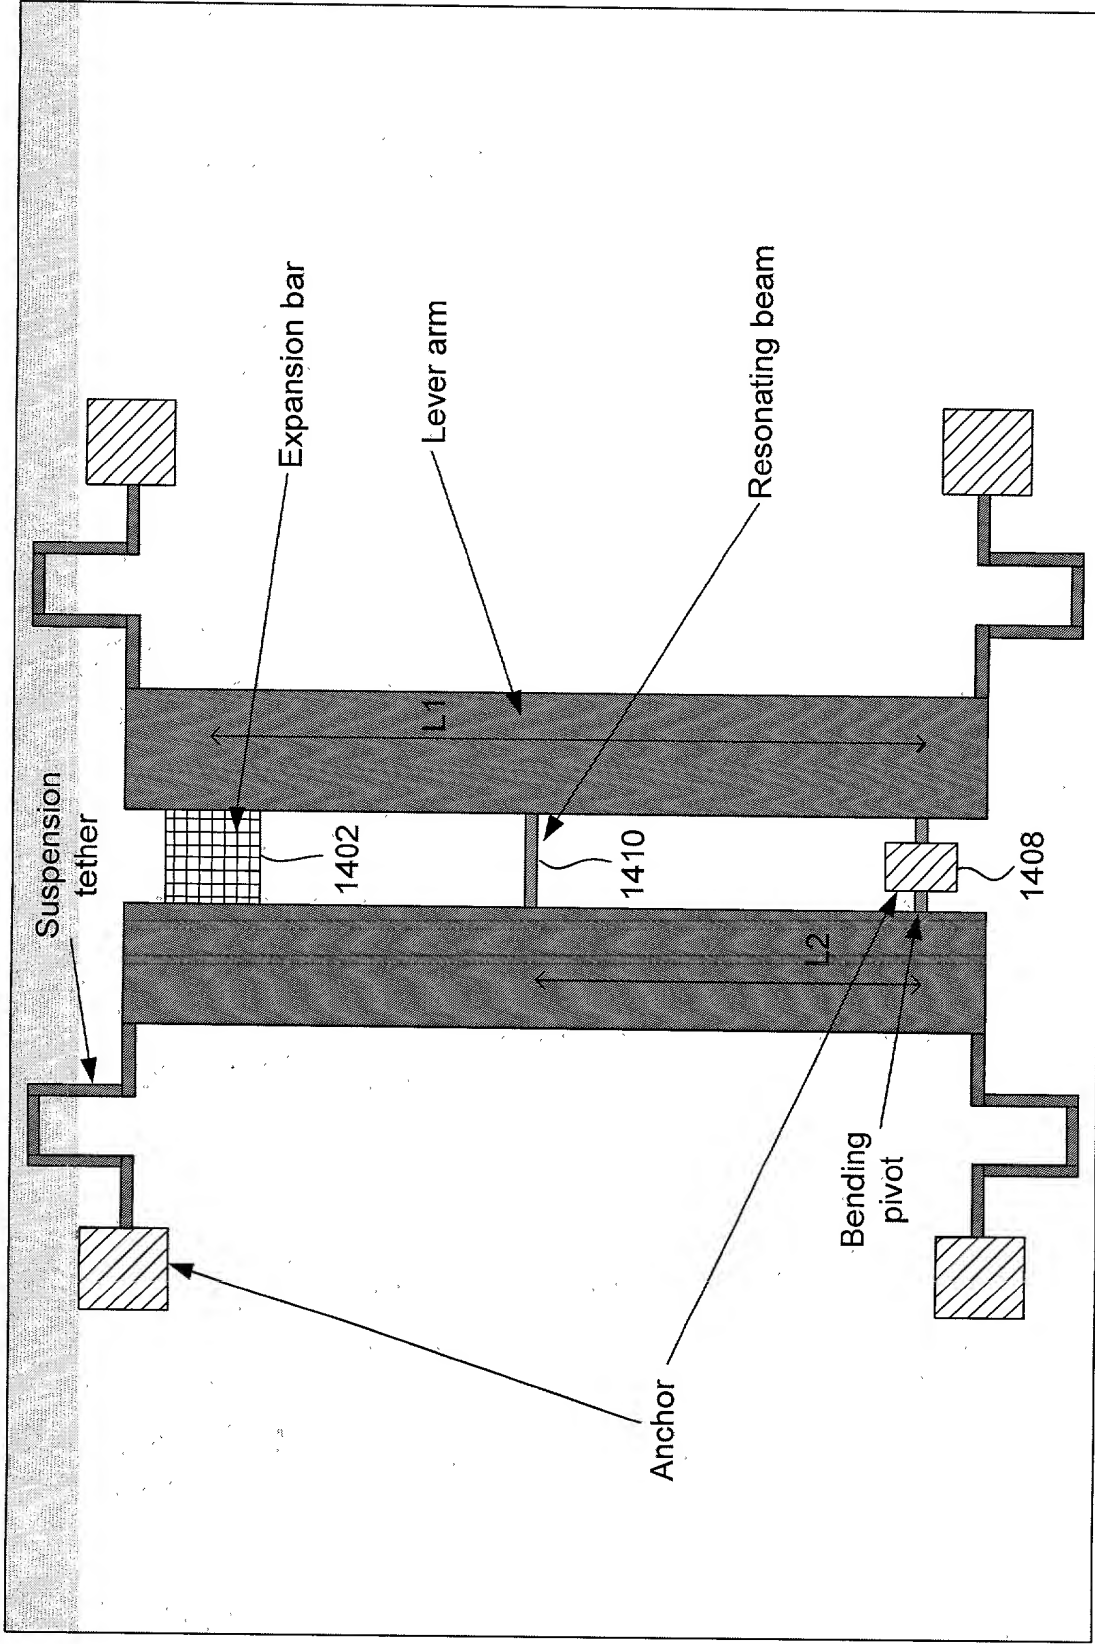 Suspension
tether
Expansion bar
1402
Lever arm
L1
Resonating beam
1410
L2
1408
Bending
pivot
Anchor